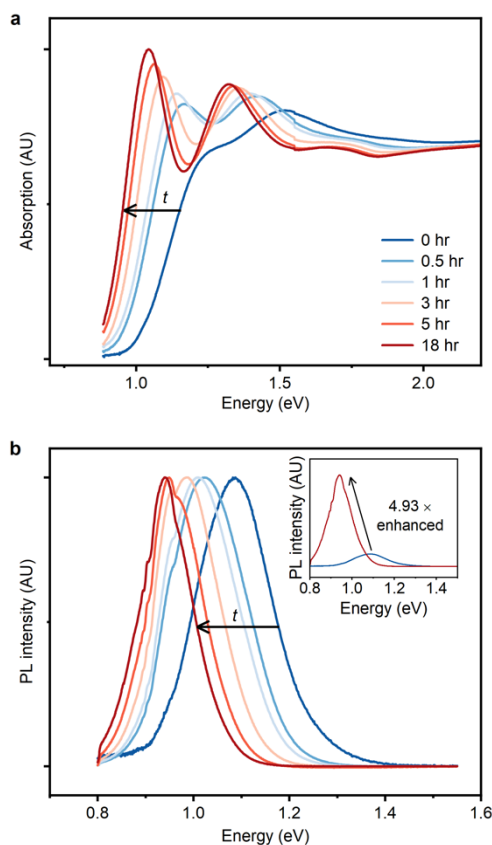 a
Absorption (AU)
t
0 hr
0.5 hr
1 hr
3 hr
5 hr
18 hr
1.0 1.5 2.0
Energy (eV)
b
PL intensity (AU)
t
PL intensity (AU)
4.93 ×
enhanced
0.8 1.0 1.2 1.4
Energy (eV)
0.8 1.0 1.2 1.4 1.6
Energy (eV)